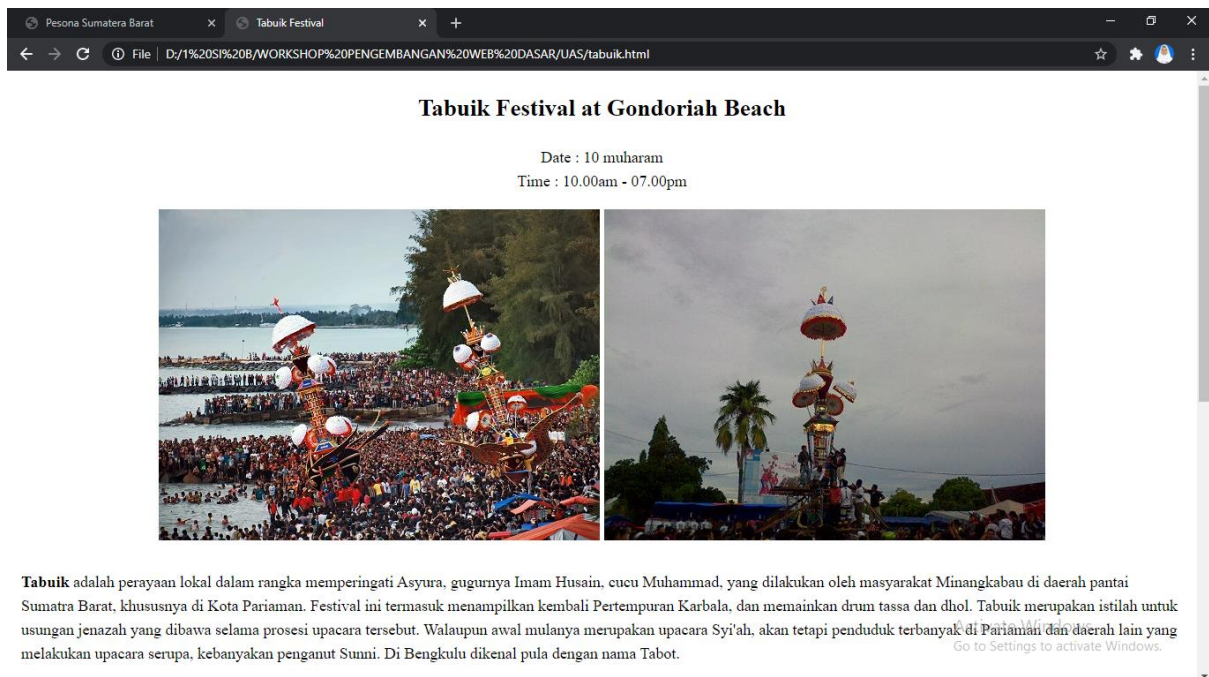 Pesona Sumatera Barat
Tabuik Festival
File
D:/1%20SI%20B/WORKSHOP%20PENGEMBANGAN%20WEB%20DASAR/UAS/tabuik.html
Tabuik Festival at Gondoriah Beach
Date : 10 muharam
Time : 10.00am - 07.00pm
Tabuik adalah perayaan lokal dalam rangka memperingati Asyura, gugurnya Imam Husain, cucu Muhammad, yang dilakukan oleh masyarakat Minangkabau di daerah pantai
Sumatra Barat, khususnya di Kota Pariaman. Festival ini termasuk menampilkan kembali Pertempuran Karbala, dan memainkan drum tassa dan dhol. Tabuik merupakan istilah untuk
usungan jenazah yang dibawa selama prosesi upacara tersebut. Walaupun awal mulanya merupakan upacara Syi'ah, akan tetapi penduduk terbanyak di Pariaman dan daerah lain yang
melakukan upacara serupa, kebanyakan penganut Sunni. Di Bengkulu dikenal pula dengan nama Tabot.
Activate Windows
Go to Settings to activate Windows.